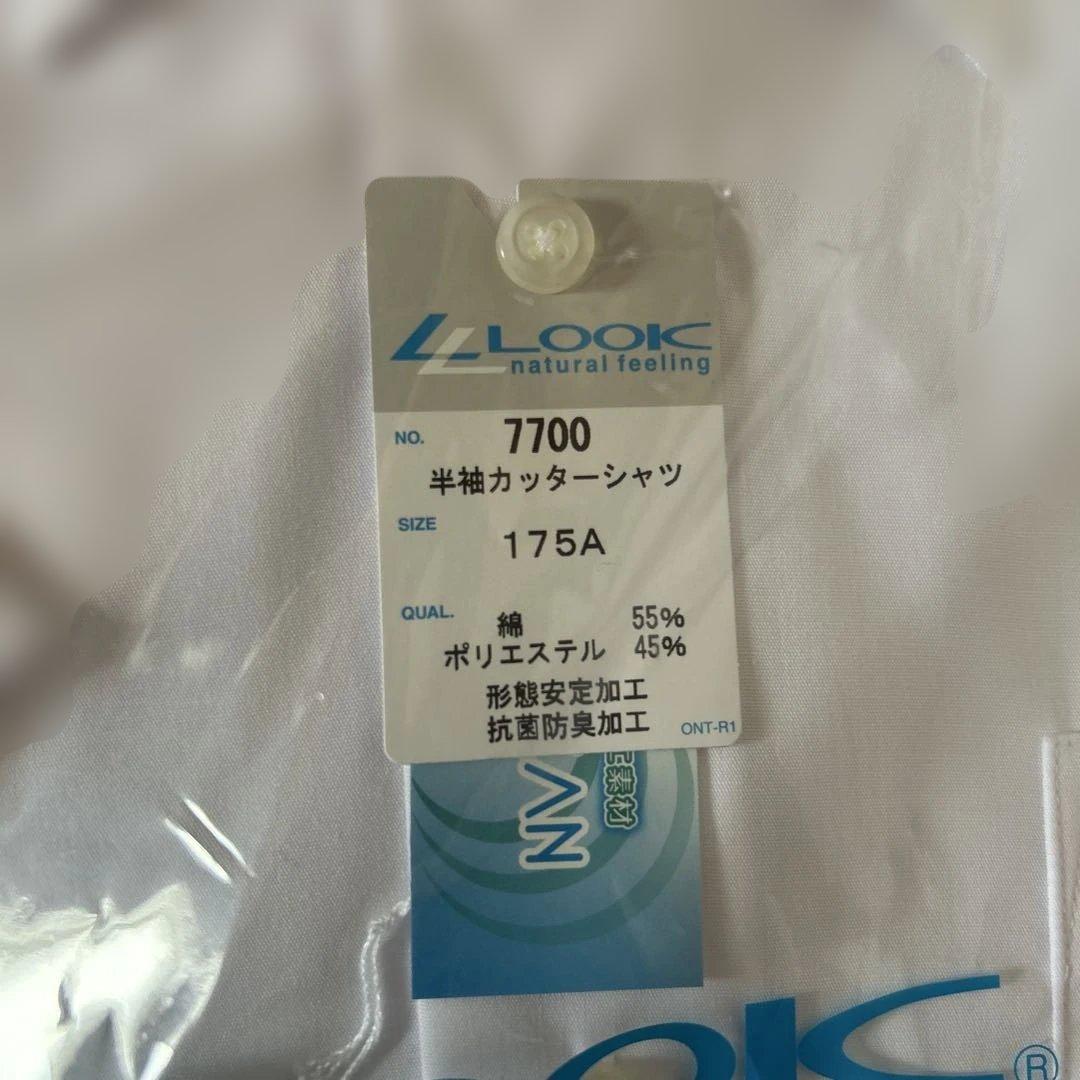 LOOK
natural feeling
NO. 7700
半袖カッターシャツ
SIZE 175A
QUAL. 綿 55%
ポリエステル 45%
形態安定加工
抗菌防臭加工 ONT-R1
素材
LOOK®